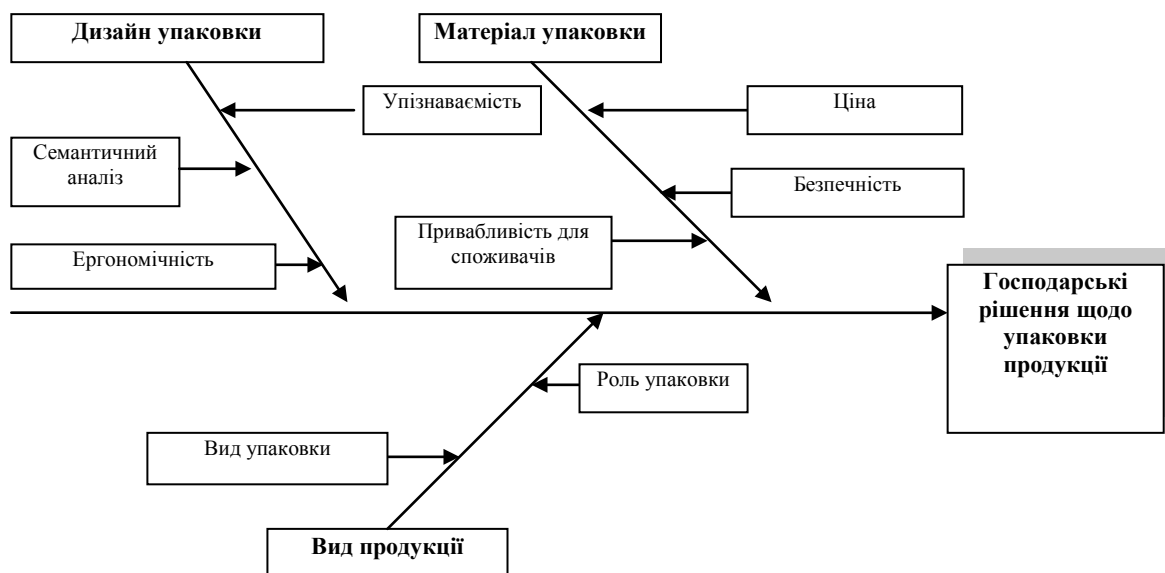 Дизайн упаковки
Матеріал упаковки
Упізнаваємість
Ціна
Семантичний
аналіз
Безпечність
Привабливість для
споживачів
Ергономічність
Господарські
рішення щодо
упаковки
продукції
Роль упаковки
Вид упаковки
Вид продукції